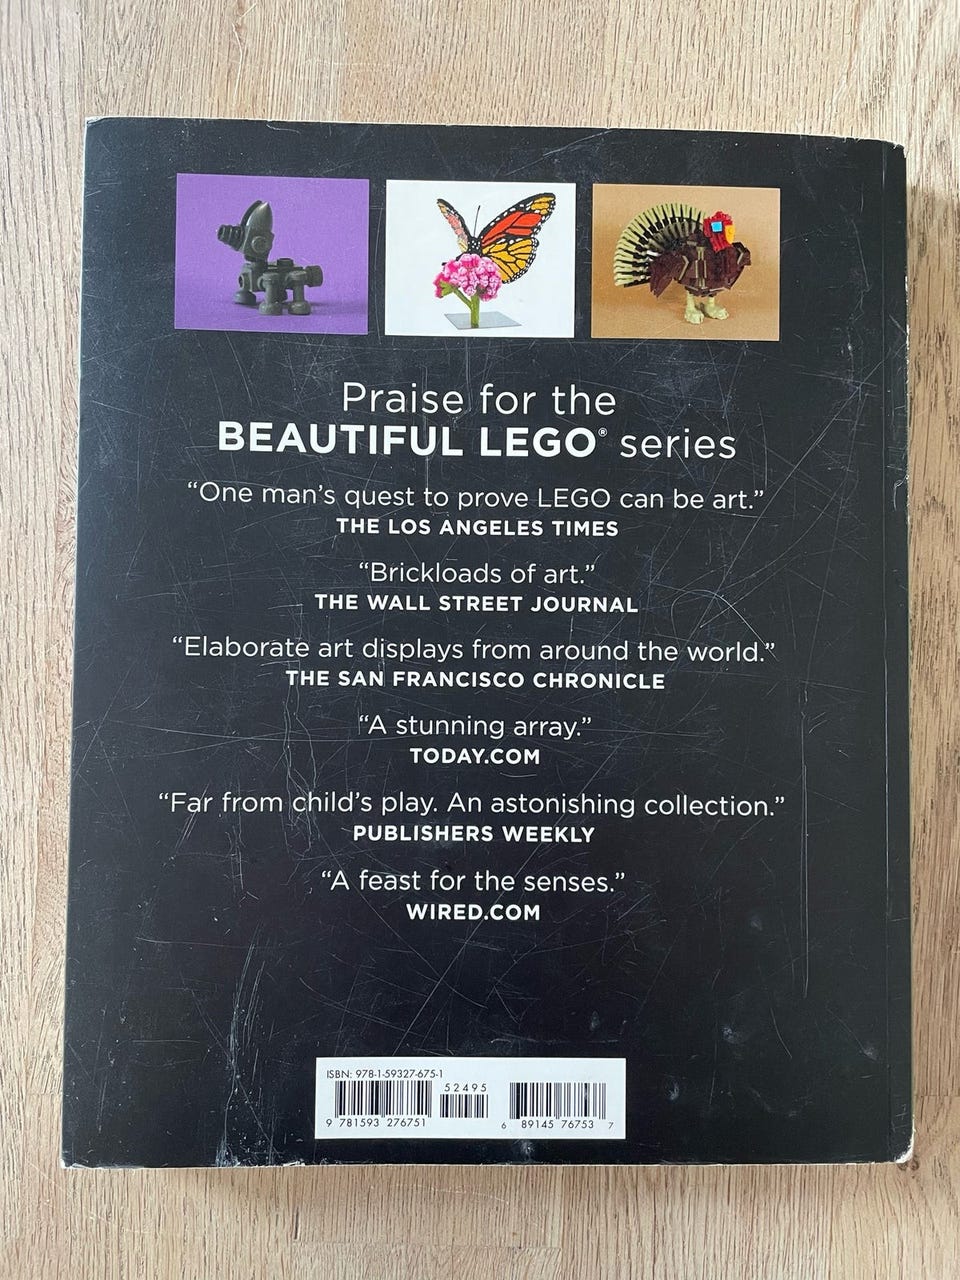 Praise for the
BEAUTIFUL LEGO® series
“One man’s quest to prove LEGO can be art.”
THE LOS ANGELES TIMES
“Brickloads of art.”
THE WALL STREET JOURNAL
“Elaborate art displays from around the world.”
THE SAN FRANCISCO CHRONICLE
“A stunning array.”
TODAY.COM
“Far from child’s play. An astonishing collection.”
PUBLISHERS WEEKLY
“A feast for the senses.”
WIRED.COM
ISBN: 978-1-59327-675-1
52495
9 781593 276751
6 89145 76753 7